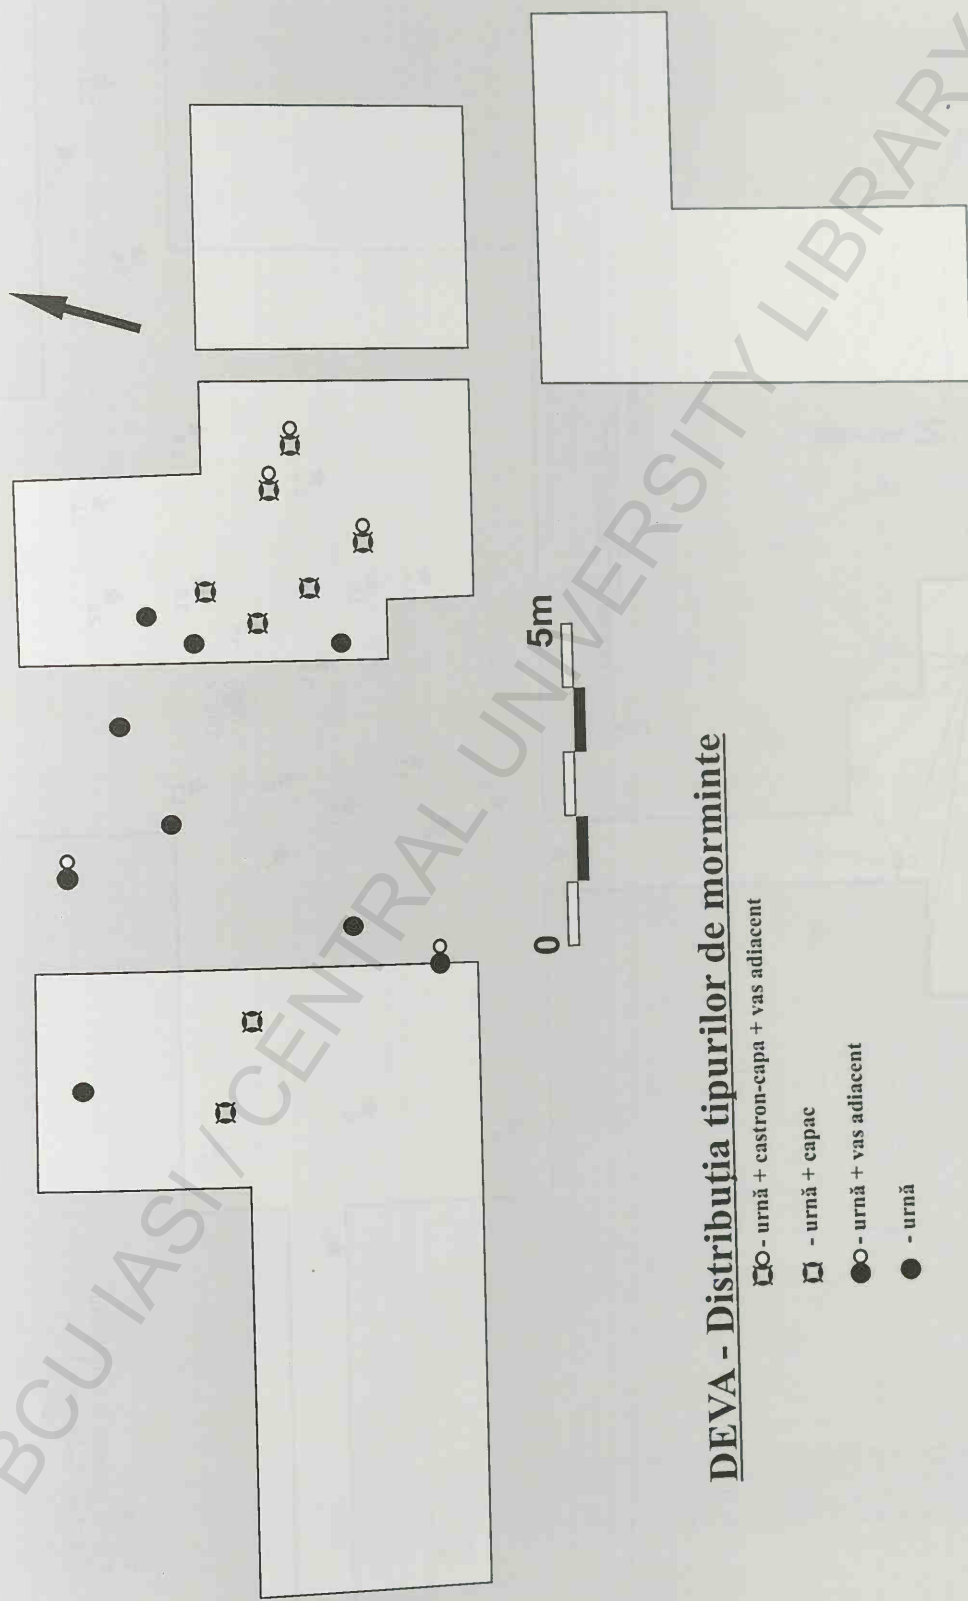 DEVA - Distribuția tipurilor de morminte
- urnă + castron-capa + vas adiacent
- urnă + capac
- urnă + vas adiacent
- urnă
0
5m
BCU IASI / CENTRAL UNIVERSITY LIBRARY